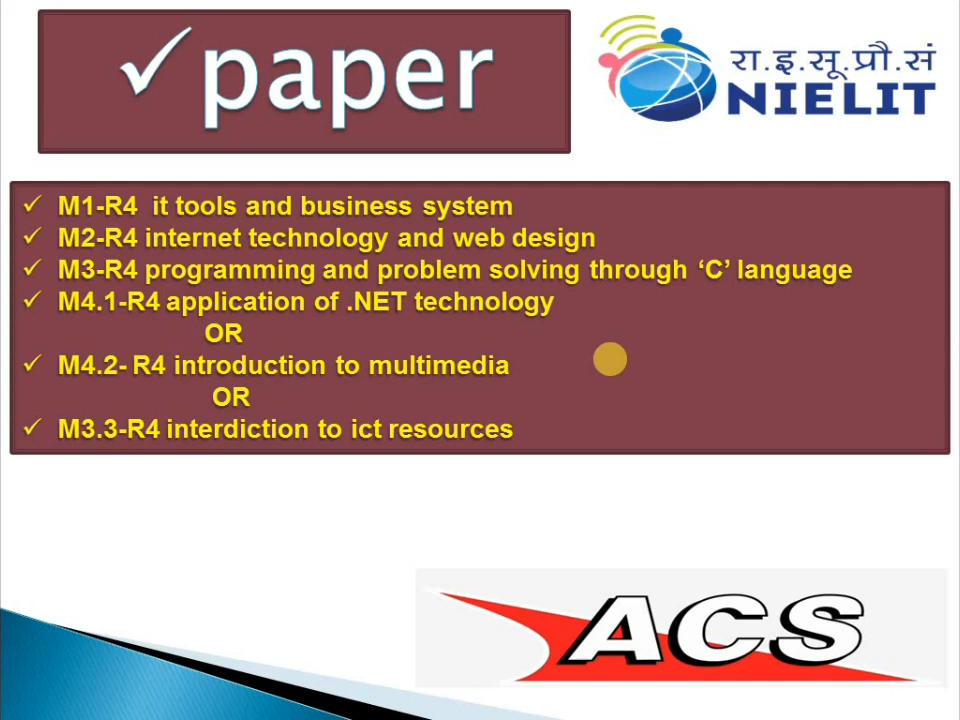 ✓paper
रा.इ.सू.प्रौ.सं
NIELIT
✓ M1-R4 it tools and business system
✓ M2-R4 internet technology and web design
✓ M3-R4 programming and problem solving through ‘C’ language
✓ M4.1-R4 application of .NET technology
OR
✓ M4.2- R4 introduction to multimedia
OR
✓ M3.3-R4 interdiction to ict resources
ACS